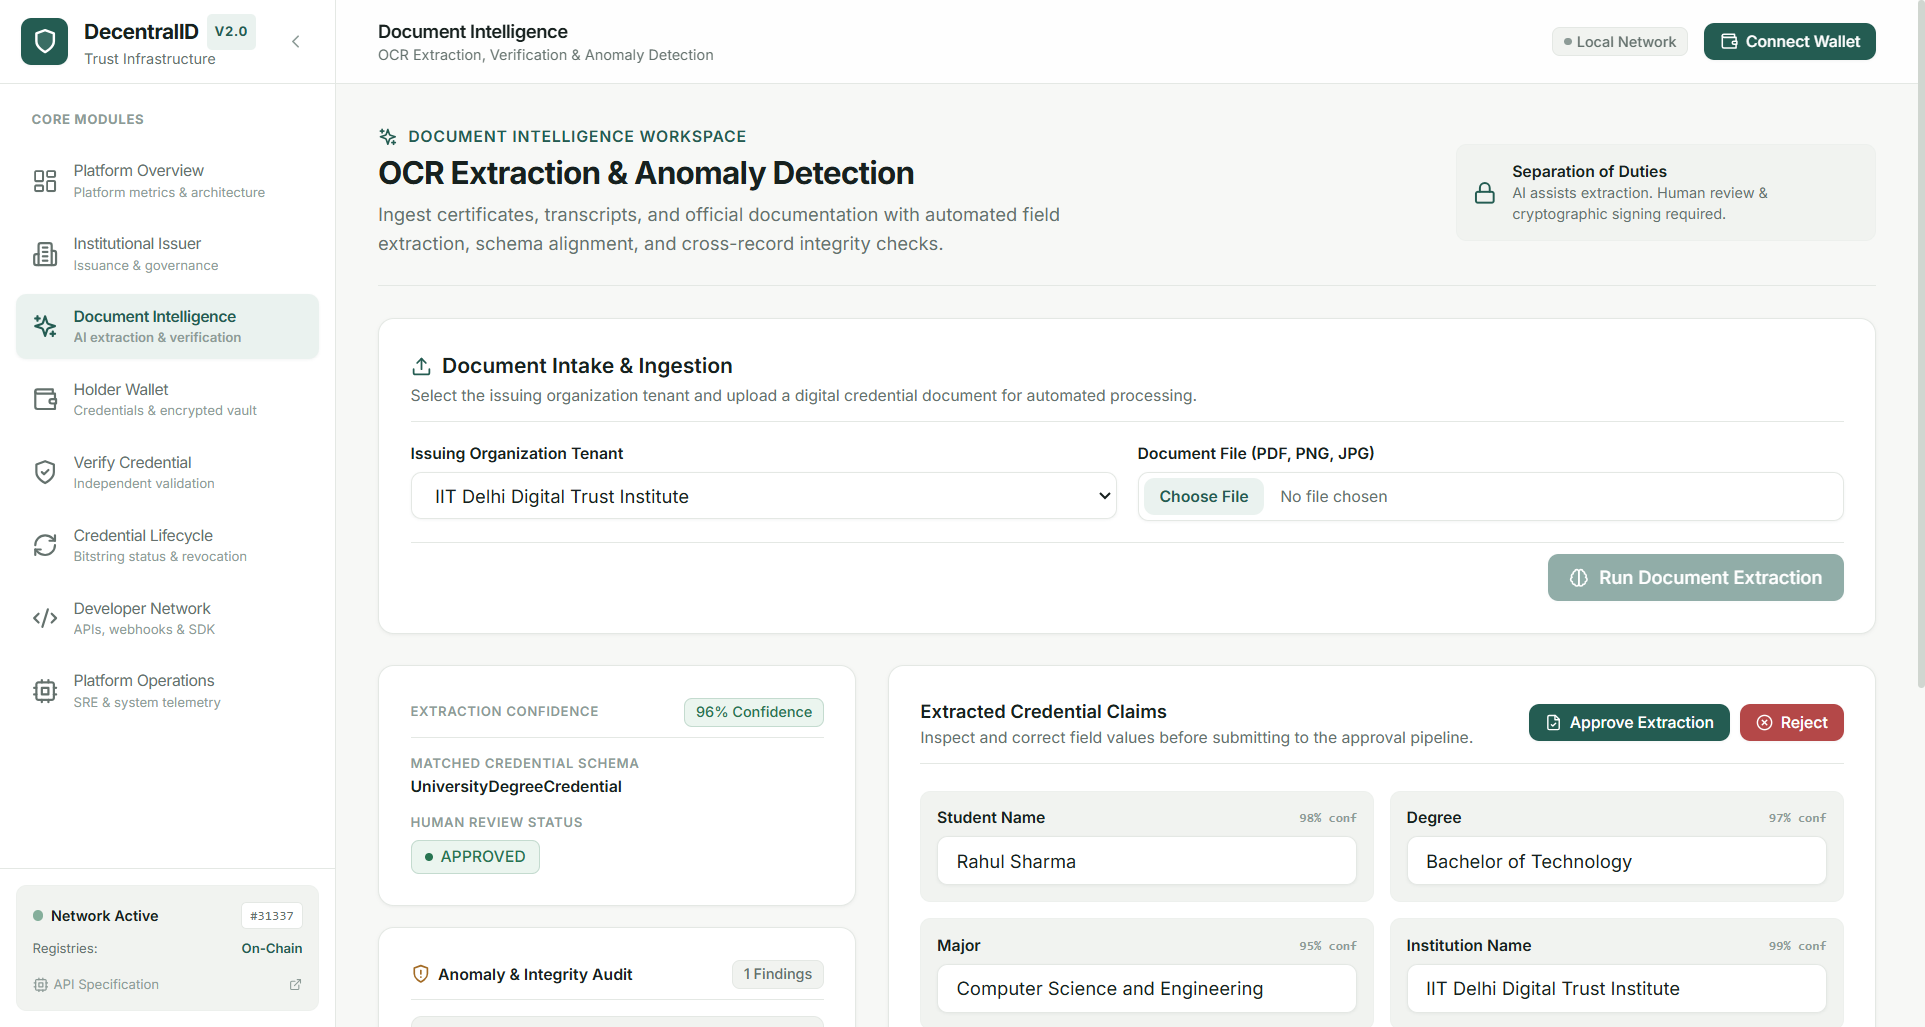 DecentralID
V2.0
Trust Infrastructure
CORE MODULES
Platform Overview
Platform metrics & architecture
Institutional Issuer
Issuance & governance
Document Intelligence
AI extraction & verification
Holder Wallet
Credentials & encrypted vault
Verify Credential
Independent validation
Credential Lifecycle
Bitstring status & revocation
Developer Network
APIs, webhooks & SDK
Platform Operations
SRE & system telemetry
Network Active
#31337
Registries:
On-Chain
API Specification
Document Intelligence
OCR Extraction, Verification & Anomaly Detection
Local Network
Connect Wallet
DOCUMENT INTELLIGENCE WORKSPACE
OCR Extraction & Anomaly Detection
Ingest certificates, transcripts, and official documentation with automated field
extraction, schema alignment, and cross-record integrity checks.
Separation of Duties
AI assists extraction. Human review &
cryptographic signing required.
Document Intake & Ingestion
Select the issuing organization tenant and upload a digital credential document for automated processing.
Issuing Organization Tenant
IIT Delhi Digital Trust Institute
Document File (PDF, PNG, JPG)
Choose File
No file chosen
Run Document Extraction
EXTRACTION CONFIDENCE
96% Confidence
MATCHED CREDENTIAL SCHEMA
UniversityDegreeCredential
HUMAN REVIEW STATUS
APPROVED
Anomaly & Integrity Audit
1 Findings
Extracted Credential Claims
Inspect and correct field values before submitting to the approval pipeline.
Approve Extraction
Reject
Student Name
98% conf
Rahul Sharma
Degree
97% conf
Bachelor of Technology
Major
95% conf
Computer Science and Engineering
Institution Name
99% conf
IIT Delhi Digital Trust Institute